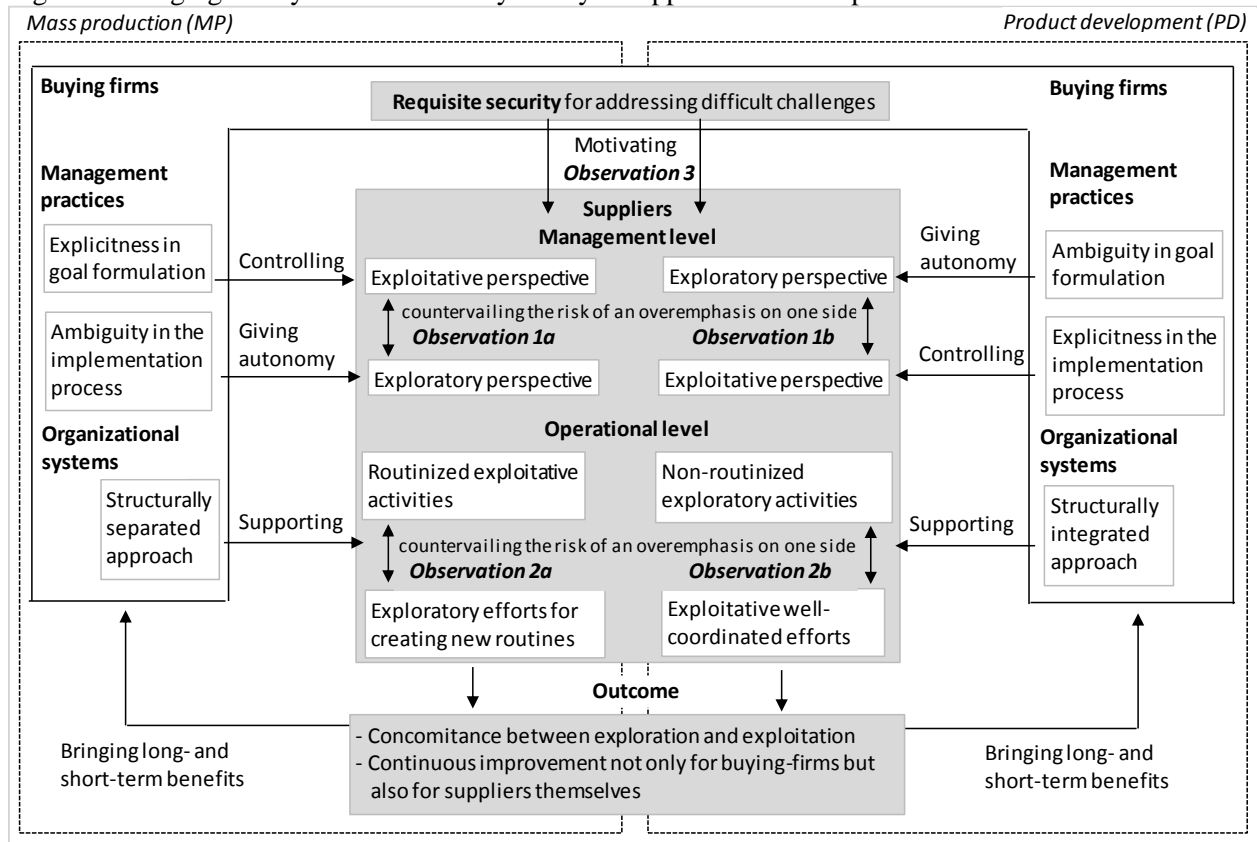 Mass production (MP)
Product development (PD)
Buying firms
Buying firms
Requisite security for addressing difficult challenges
Motivating
Observation 3
Management
practices
Management
practices
Suppliers
Management level
Explicitness in
goal formulation
Controlling
Exploitative perspective
Exploratory perspective
Giving
autonomy
Ambiguity in goal
formulation
countervailing the risk of an overemphasis on one side
Observation 1a
Observation 1b
Ambiguity in the
implementation
process
Giving
autonomy
Exploratory perspective
Exploitative perspective
Controlling
Explicitness in the
implementation
process
Organizational
systems
Operational level
Organizational
systems
Structurally
separated
approach
Supporting
Routinized exploitative
activities
Non-routinized
exploratory activities
Supporting
Structurally
integrated
approach
countervailing the risk of an overemphasis on one side
Observation 2a
Observation 2b
Exploratory efforts for
creating new routines
Exploitative well-
coordinated efforts
Outcome
- Concomitance between exploration and exploitation
- Continuous improvement not only for buying-firms but
also for suppliers themselves
Bringing long- and
short-term benefits
Bringing long- and
short-term benefits